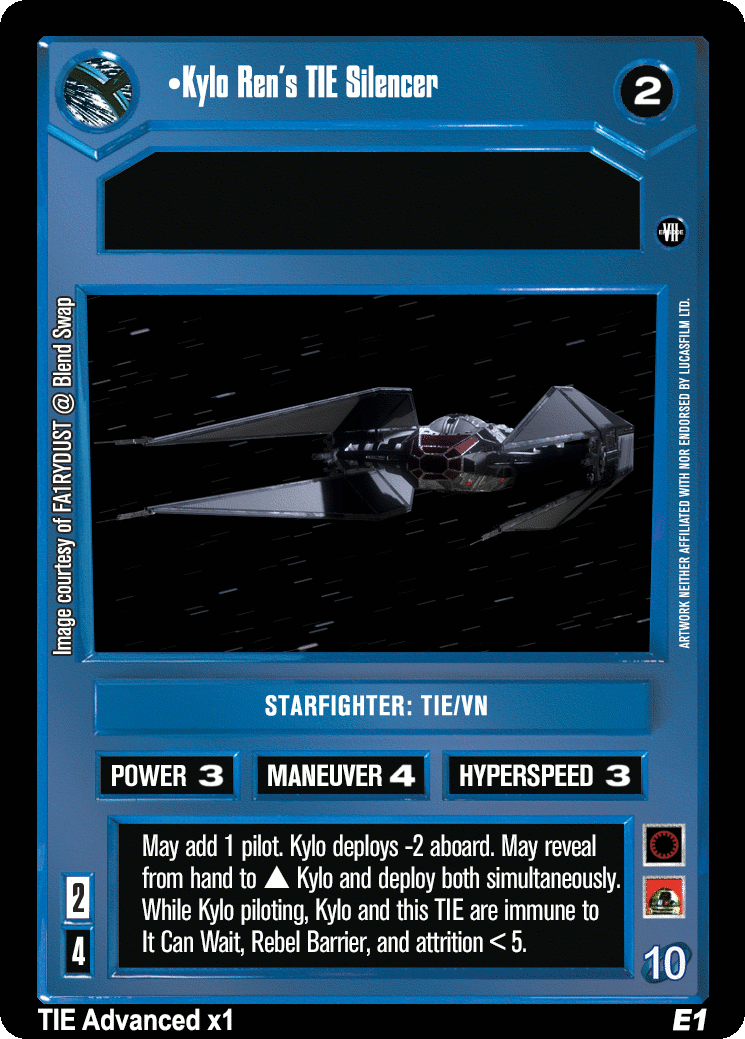 •Kylo Ren's TIE Silencer
2
EPISODE
VII
Image courtesy of FA1RYDUST @ Blend Swap
ARTWORK NEITHER AFFILIATED WITH NOR ENDORSED BY LUCASFILM LTD.
STARFIGHTER: TIE/VN
POWER 3
MANEUVER 4
HYPERSPEED 3
May add 1 pilot. Kylo deploys -2 aboard. May reveal
from hand to ▲ Kylo and deploy both simultaneously.
While Kylo piloting, Kylo and this TIE are immune to
It Can Wait, Rebel Barrier, and attrition < 5.
2
4
10
TIE Advanced x1
E1